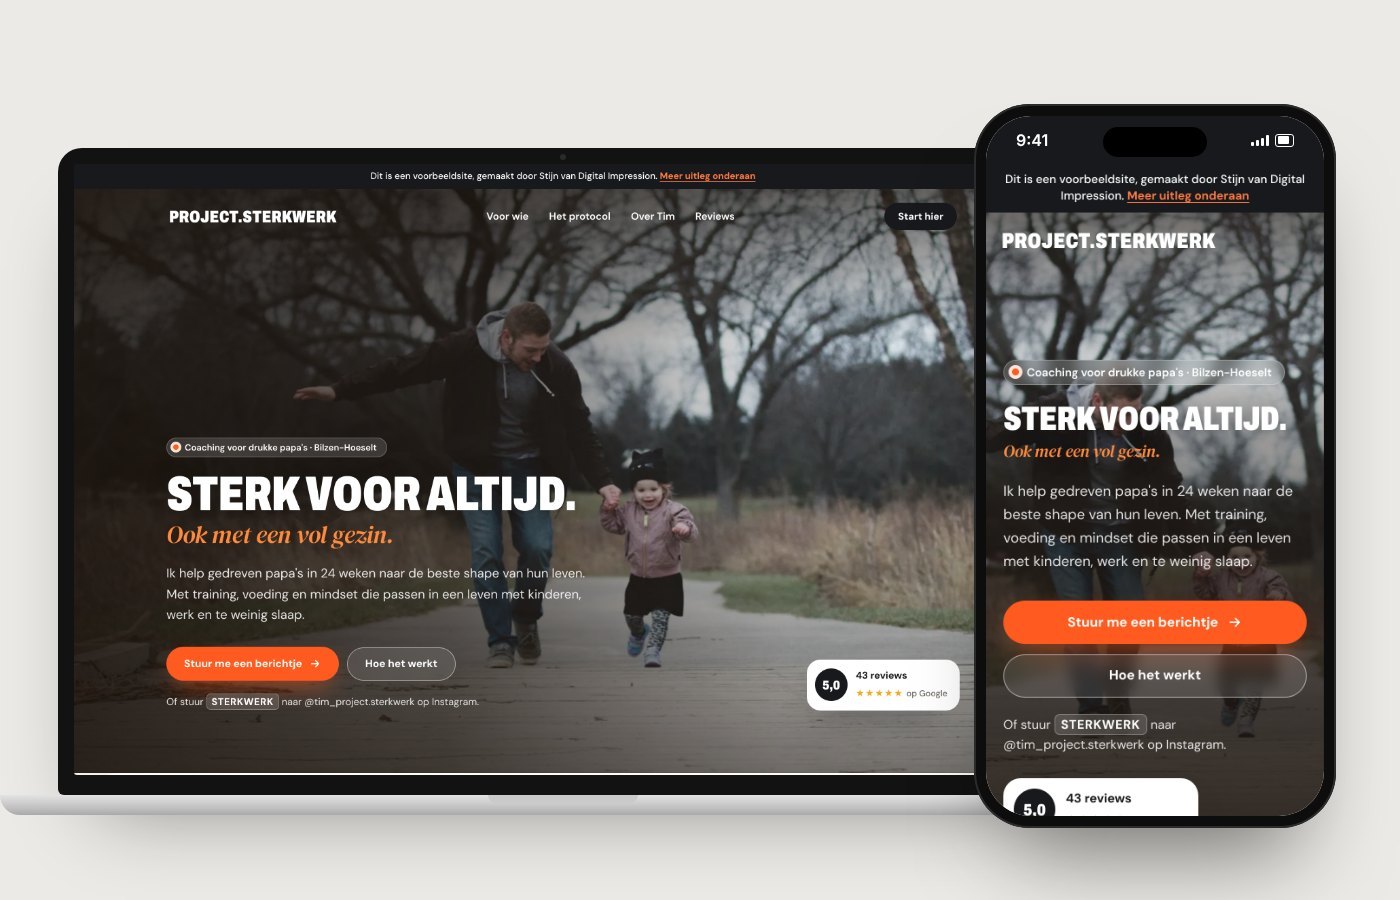 Dit is een voorbeeldsite, gemaakt door Stijn van Digital Impression. Meer uitleg onderaan
PROJECT.STERKWERK
Voor wie
Het protocol
Over Tim
Reviews
Start hier
Coaching voor drukke papa's · Bilzen-Hoeselt
STERK VOOR ALTIJD.
Ook met een vol gezin.
Ik help gedreven papa's in 24 weken naar de beste shape van hun leven.
Met training, voeding en mindset die passen in een leven met kinderen,
werk en te weinig slaap.
Stuur me een berichtje →
Hoe het werkt
Of stuur STERKWERK naar @tim_project.sterkwerk op Instagram.
5,0
43 reviews
★★★★★ op Google
9:41
Dit is een voorbeeldsite, gemaakt door Stijn van Digital
Impression. Meer uitleg onderaan
PROJECT.STERKWERK
Coaching voor drukke papa's · Bilzen-Hoeselt
STERK VOOR ALTIJD.
Ook met een vol gezin.
Ik help gedreven papa's in 24 weken naar de
beste shape van hun leven. Met training,
voeding en mindset die passen in een leven
met kinderen, werk en te weinig slaap.
Stuur me een berichtje →
Hoe het werkt
Of stuur STERKWERK naar
@tim_project.sterkwerk op Instagram.
5,0
43 reviews